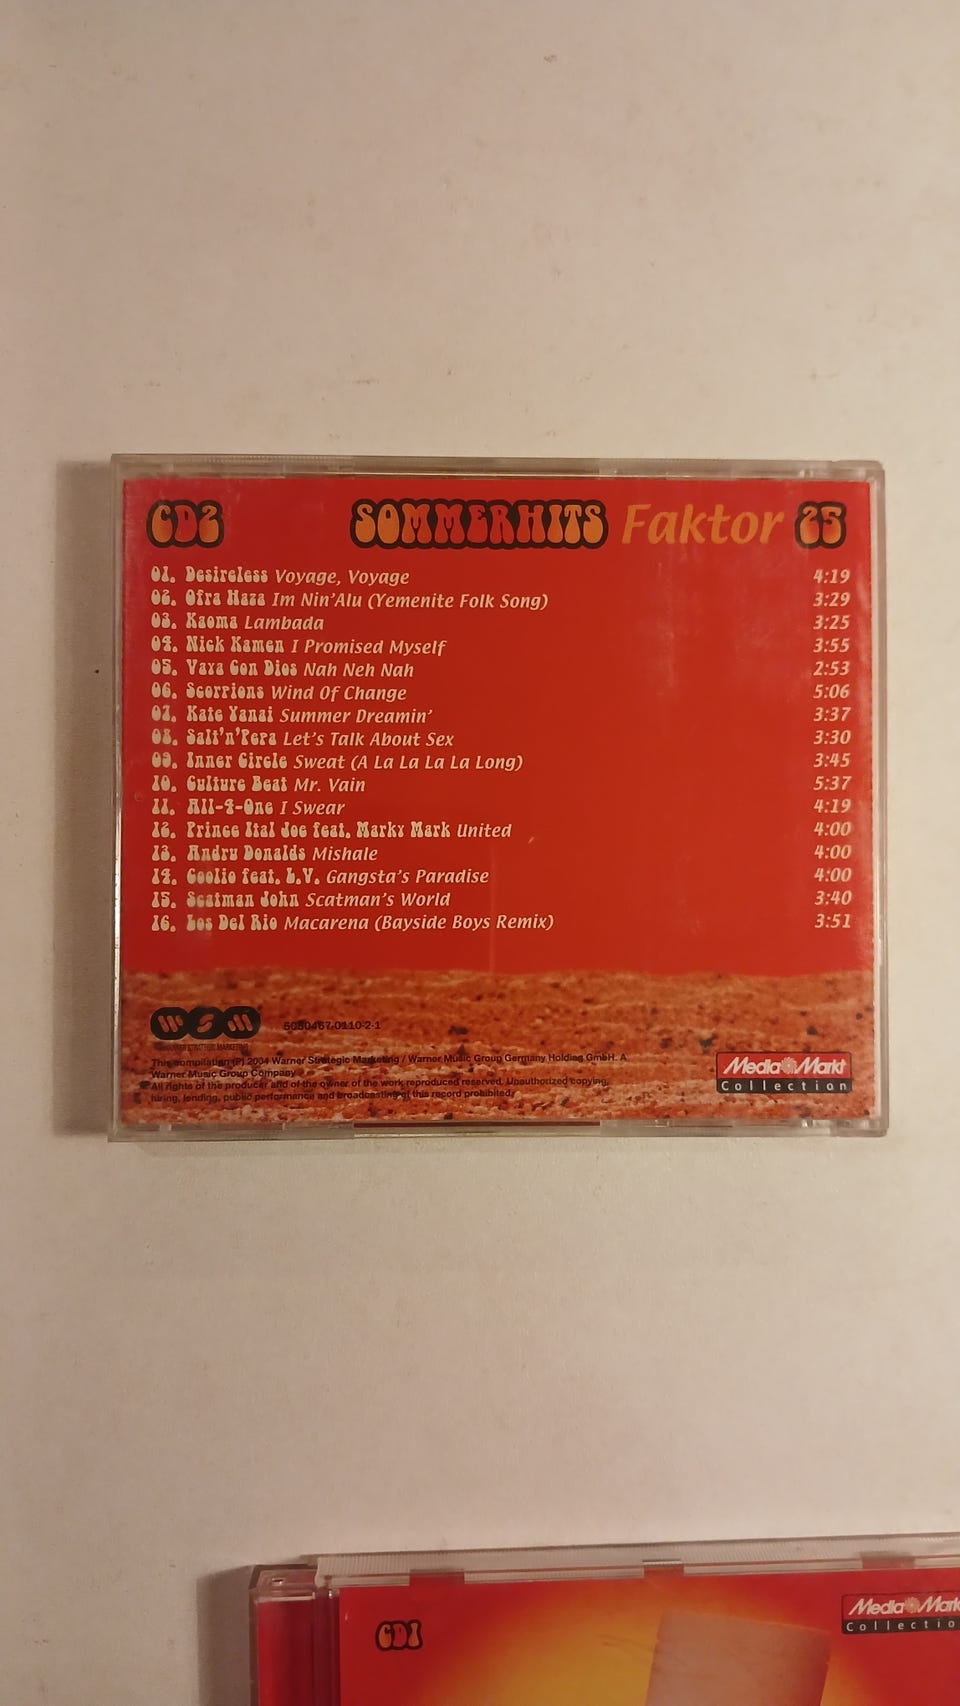 CD2 SOMMERHITS Faktor 25
01. Desireless Voyage, Voyage 4:19
02. Ofra Haza Im Nin'Alu (Yemenite Folk Song) 3:29
03. Kaoma Lambada 3:25
04. Nick Kamen I Promised Myself 3:55
05. Vaya Con Dios Nah Neh Nah 2:53
06. Scorpions Wind Of Change 5:06
07. Kate Yanai Summer Dreamin' 3:37
08. Salt'n'Pepa Let's Talk About Sex 3:30
09. Inner Circle Sweat (A La La La La Long) 3:45
10. Culture Beat Mr. Vain 5:37
11. All-4-One I Swear 4:19
12. Prince Ital Joe feat. Marky Mark United 4:00
13. Andru Donalds Mishale 4:00
14. Coolio feat. L.V. Gangsta's Paradise 4:00
15. Scatman John Scatman's World 3:40
16. Los Del Rio Macarena (Bayside Boys Remix) 3:51
WSM 5050467-0110-2-1
WARNER STRATEGIC MARKETING
This compilation (P) 2004 Warner Strategic Marketing / Warner Music Group Germany Holding GmbH. A
Warner Music Group Company
All rights of the producer and of the owner of the work reproduced reserved. Unauthorized copying,
hiring, lending, public performance and broadcasting of this record prohibited.
Media Markt
Collection
CD1
Media Mark
Collectio